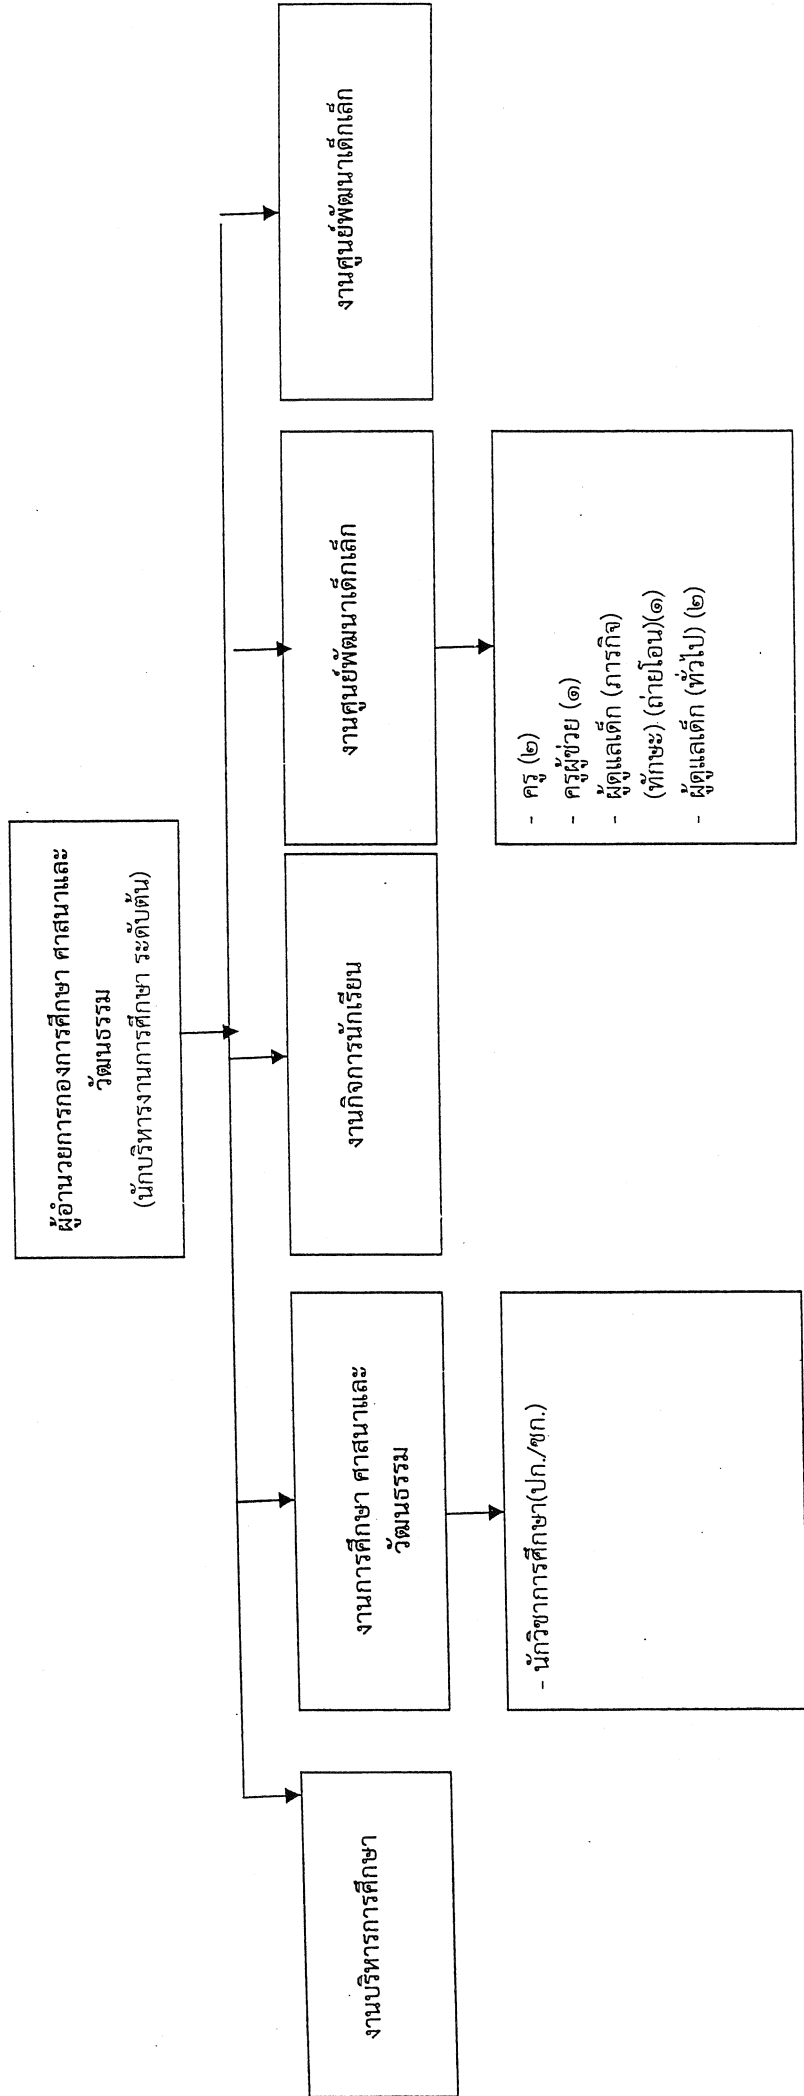 ผู้อำนวยการกองการศึกษา ศาสนาและ
วัฒนธรรม
(นักบริหารงานการศึกษา ระดับต้น)
งานบริหารการศึกษา
งานการศึกษา ศาสนาและ
วัฒนธรรม
งานกิจการนักเรียน
งานศูนย์พัฒนาเด็กเล็ก
งานศูนย์พัฒนาเด็กเล็ก
- นักวิชาการศึกษา(ปก./ชก.)
- ครู (๒)
- ครูผู้ช่วย (๑)
- ผู้ดูแลเด็ก (ภารกิจ)
(ทักษะ) (ถ่ายโอน)(๑)
- ผู้ดูแลเด็ก (ทั่วไป) (๒)